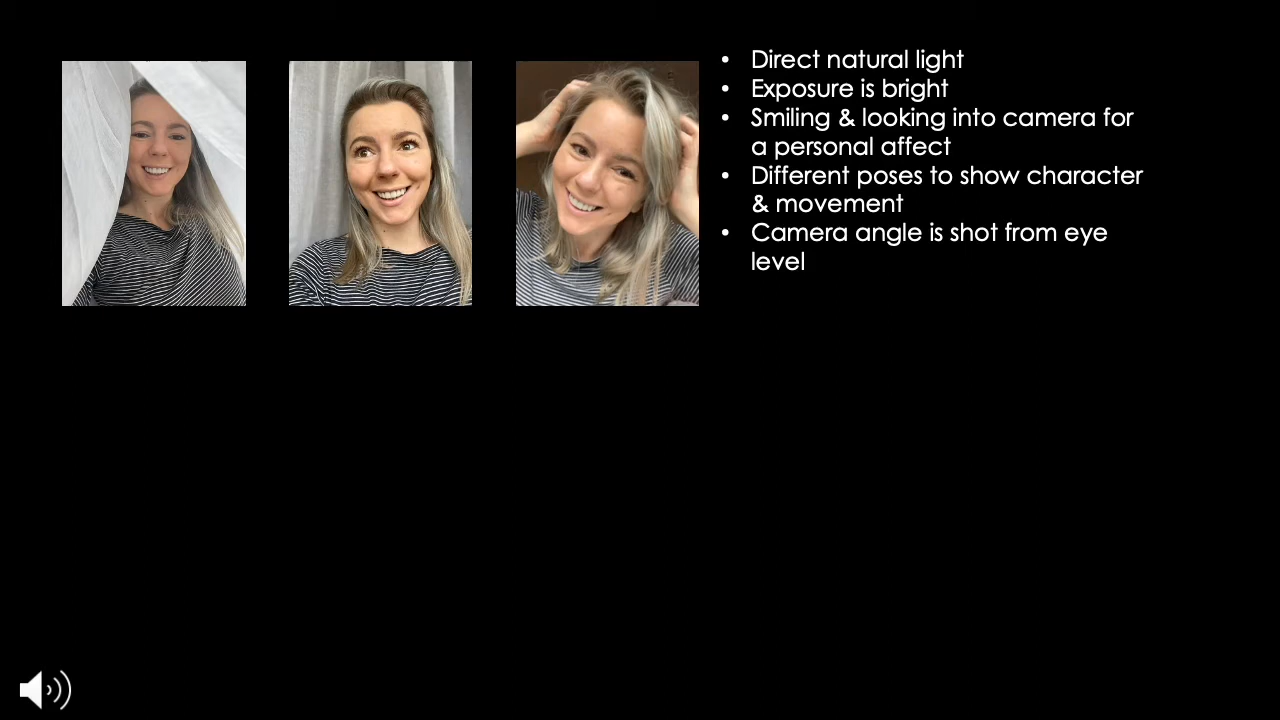 • Direct natural light
• Exposure is bright
• Smiling & looking into camera for
a personal affect
• Different poses to show character
& movement
• Camera angle is shot from eye
level